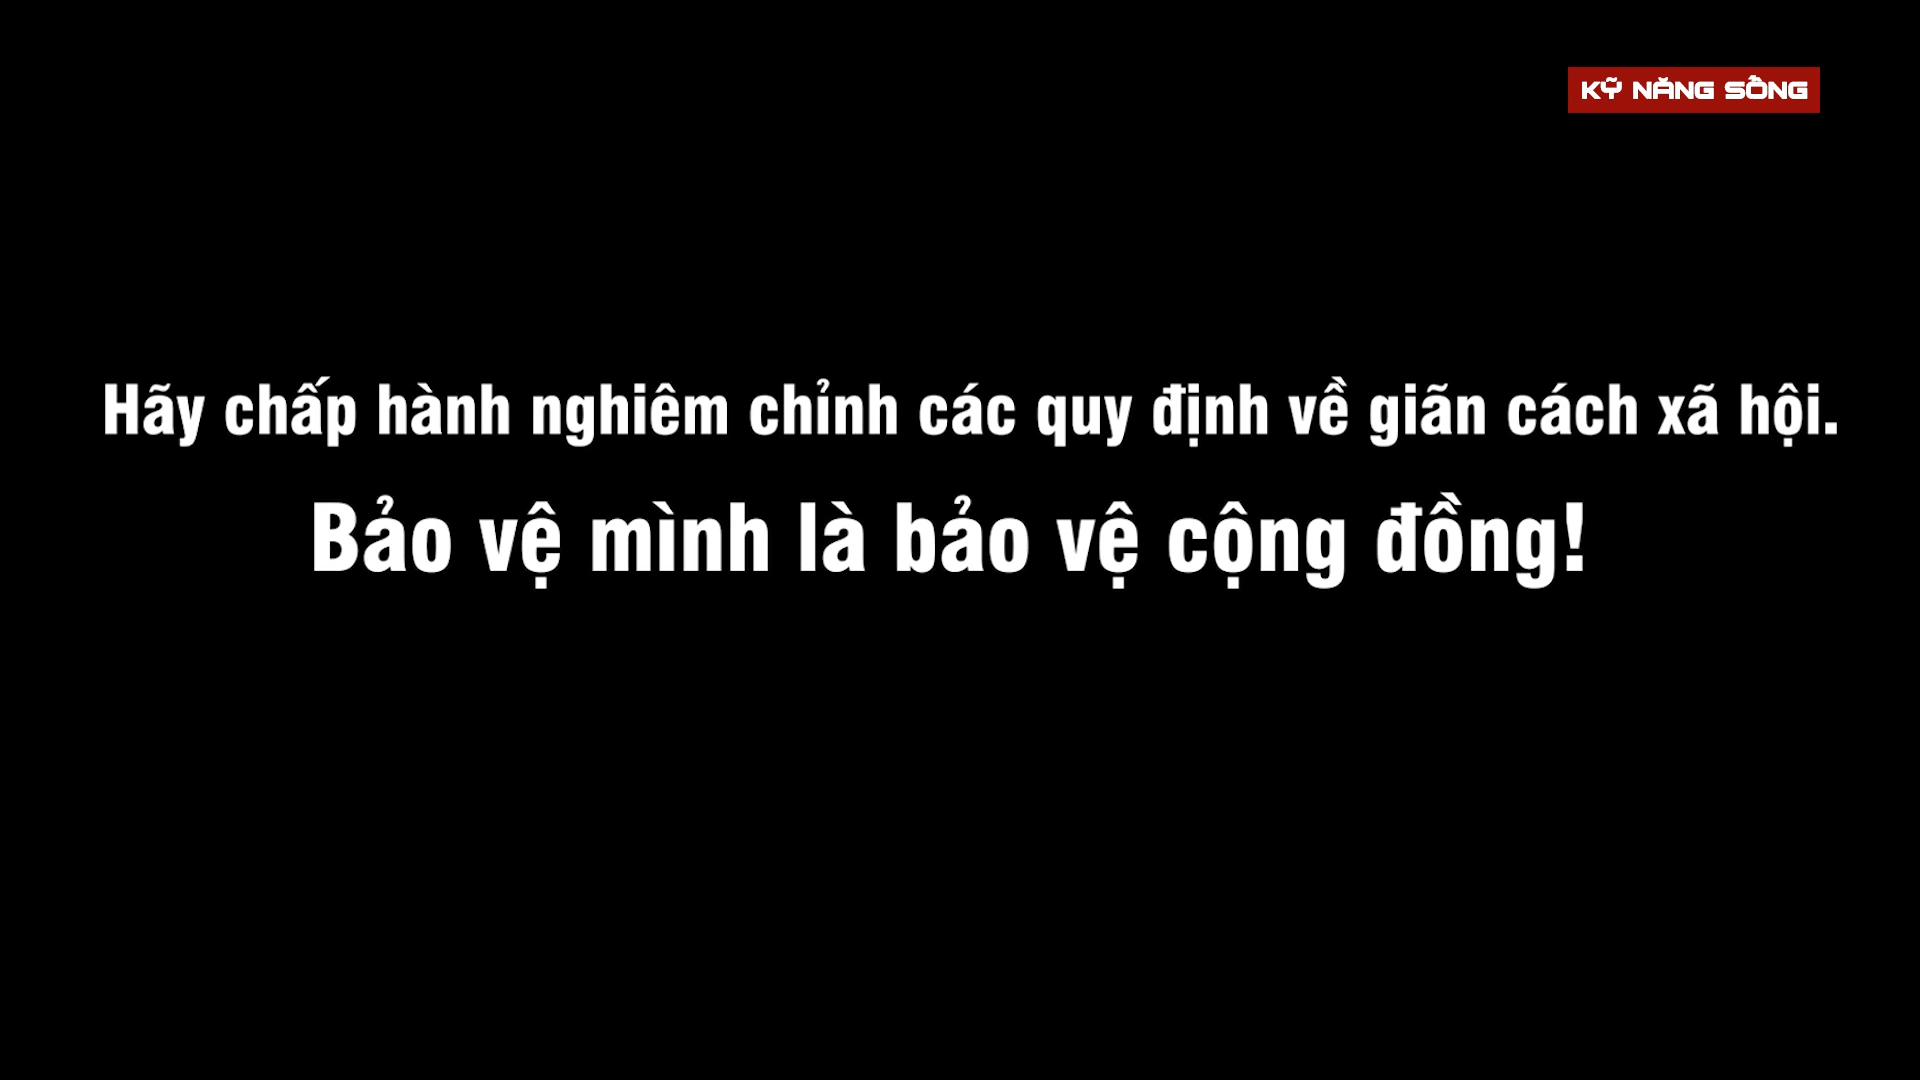 KỸ NĂNG SỐNG
Hãy chấp hành nghiêm chỉnh các quy định về giãn cách xã hội.
Bảo vệ mình là bảo vệ cộng đồng!